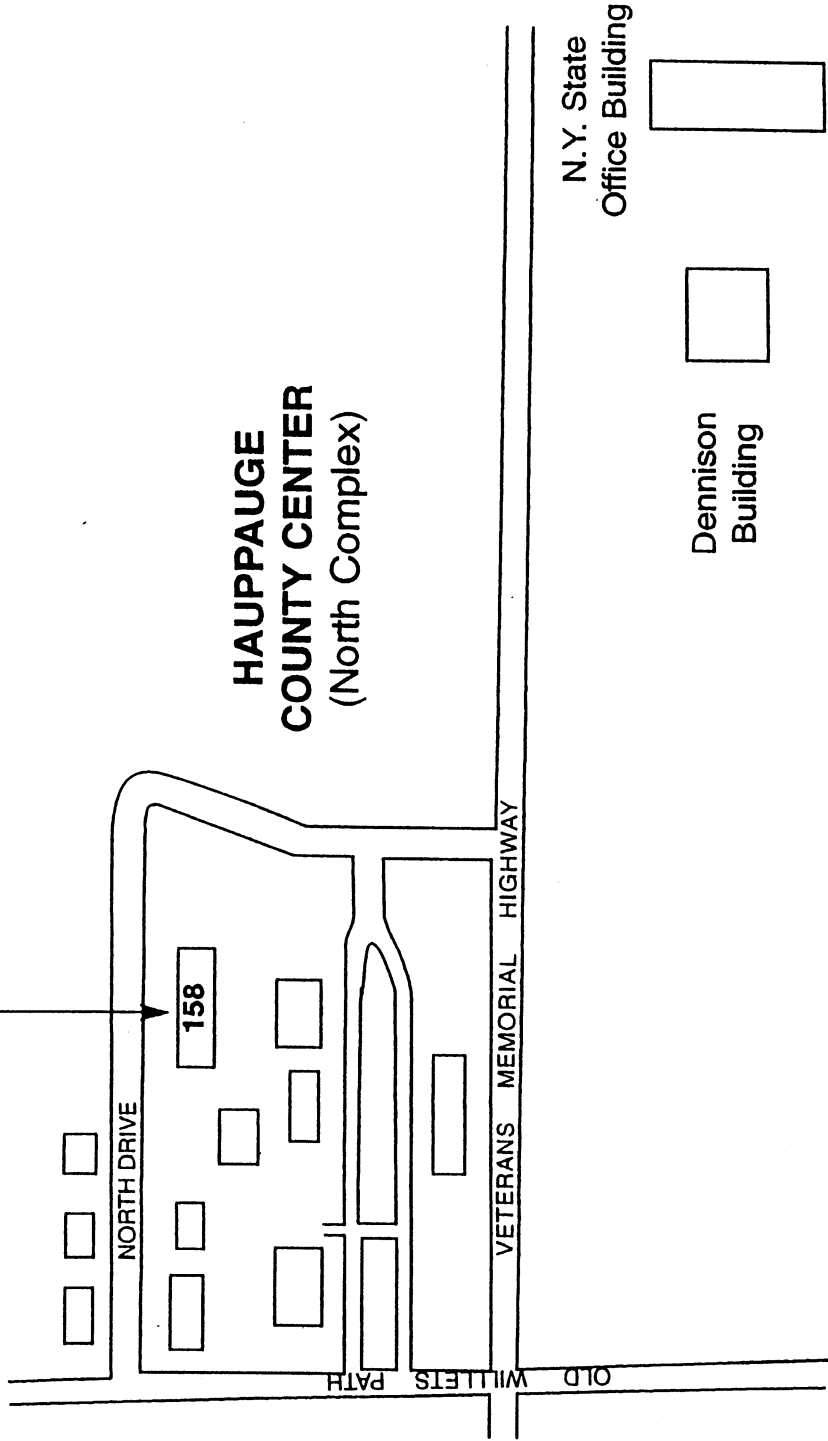 HAUPPAUGE
COUNTY CENTER
(North Complex)
NORTH DRIVE
158
VETERANS MEMORIAL HIGHWAY
OLD WILLETS PATH
Dennison
Building
N.Y. State
Office Building